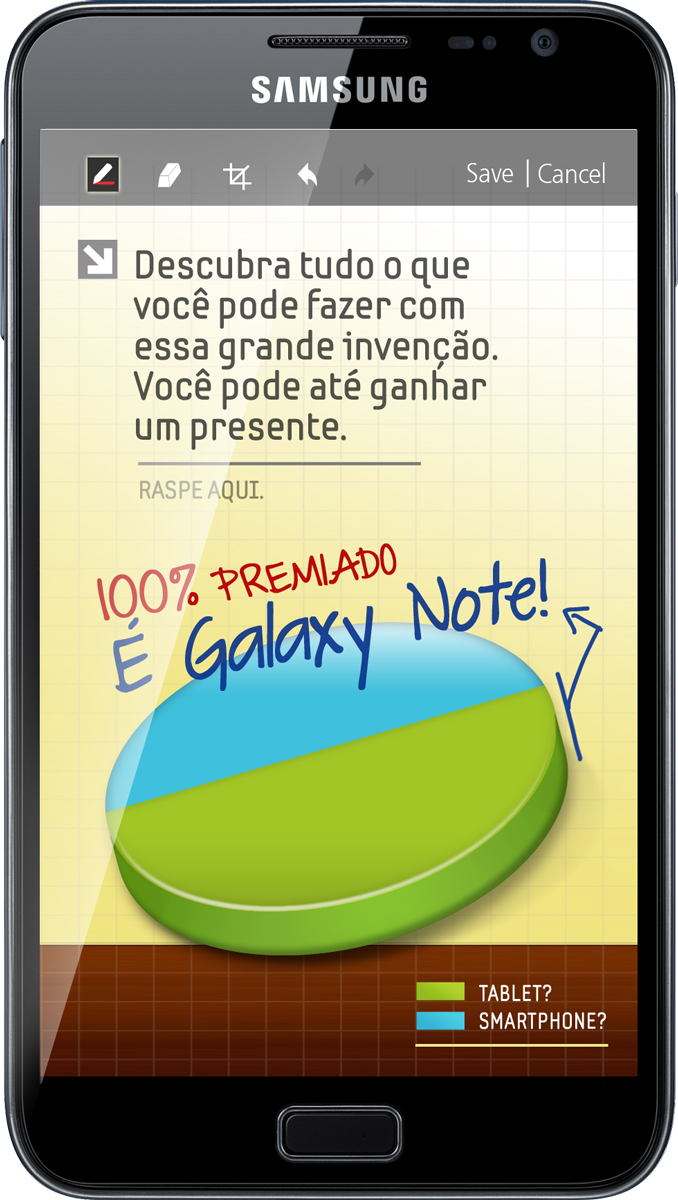 SAMSUNG
Save | Cancel
Descubra tudo o que
você pode fazer com
essa grande invenção.
Você pode até ganhar
um presente.
RASPE AQUI.
100% PREMIADO
É Galaxy Note!
TABLET?
SMARTPHONE?